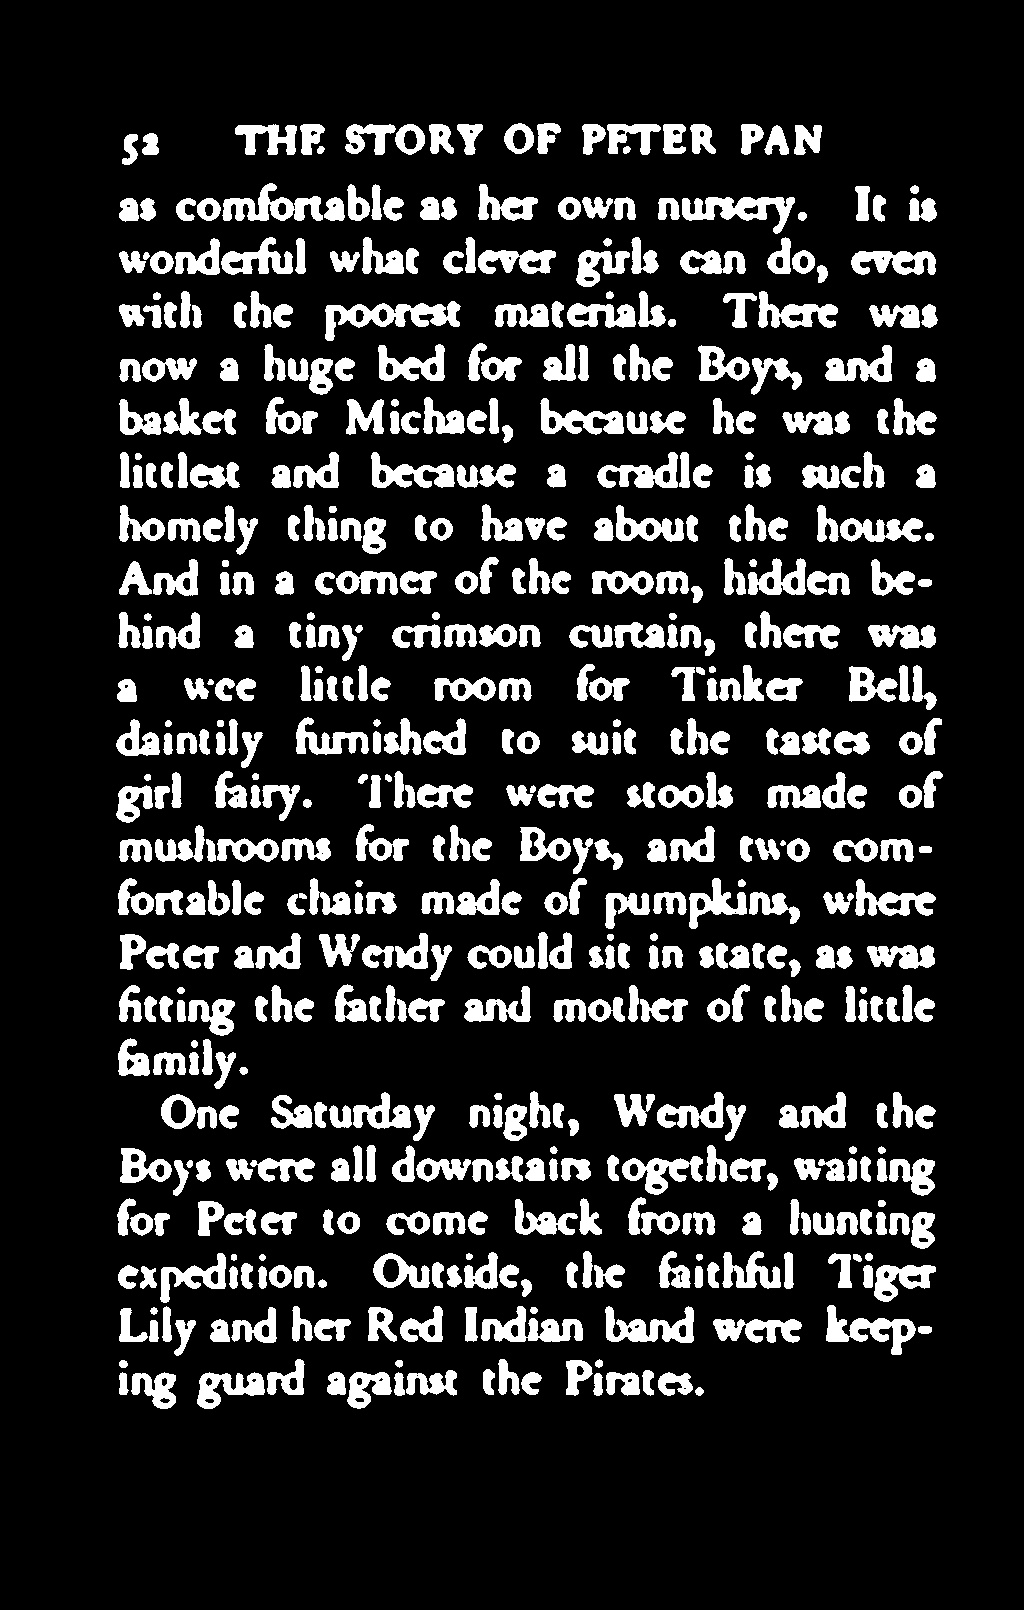 52 THE STORY OF PETER PAN
as comfortable as her own nursery. It is
wonderful what clever girls can do, even
with the poorest materials. There was
now a huge bed for all the Boys, and a
basket for Michael, because he was the
littlest and because a cradle is such a
homely thing to have about the house.
And in a corner of the room, hidden be-
hind a tiny crimson curtain, there was
a wee little room for Tinker Bell,
daintily furnished to suit the tastes of
girl fairy. There were stools made of
mushrooms for the Boys, and two com-
fortable chairs made of pumpkins, where
Peter and Wendy could sit in state, as was
fitting the father and mother of the little
family.
One Saturday night, Wendy and the
Boys were all downstairs together, waiting
for Peter to come back from a hunting
expedition. Outside, the faithful Tiger
Lily and her Red Indian band were keep-
ing guard against the Pirates.